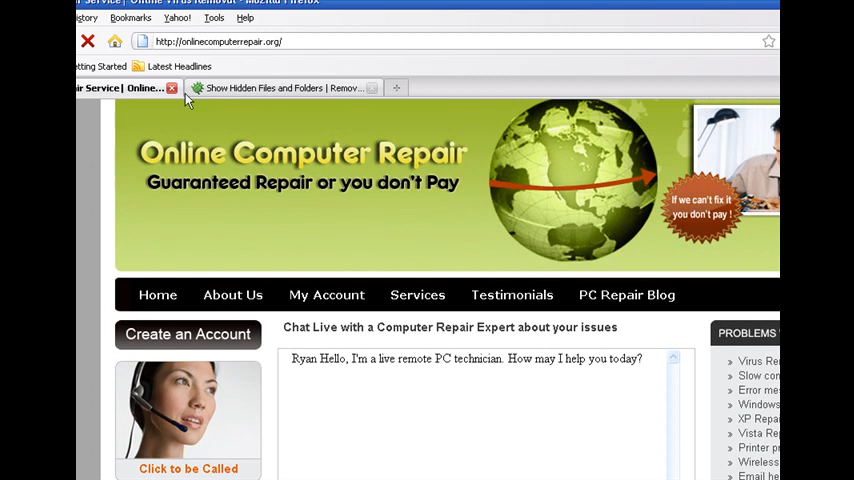 Service| Online Virus Removal - Mozilla Firefox
istory Bookmarks Yahoo! Tools Help
http://onlinecomputerrepair.org/
etting Started Latest Headlines
air Service| Online... Show Hidden Files and Folders | Remov...
Online Computer Repair
Guaranteed Repair or you don't Pay
If we can't fix it
you don't pay !
Home About Us My Account Services Testimonials PC Repair Blog
Create an Account
Chat Live with a Computer Repair Expert about your issues
PROBLEMS
Ryan Hello, I'm a live remote PC technician. How may I help you today?
» Virus Re
» Slow con
» Error me
» Windows
» XP Repa
» Vista Re
» Printer p
» Wireless
» Email he
Click to be Called